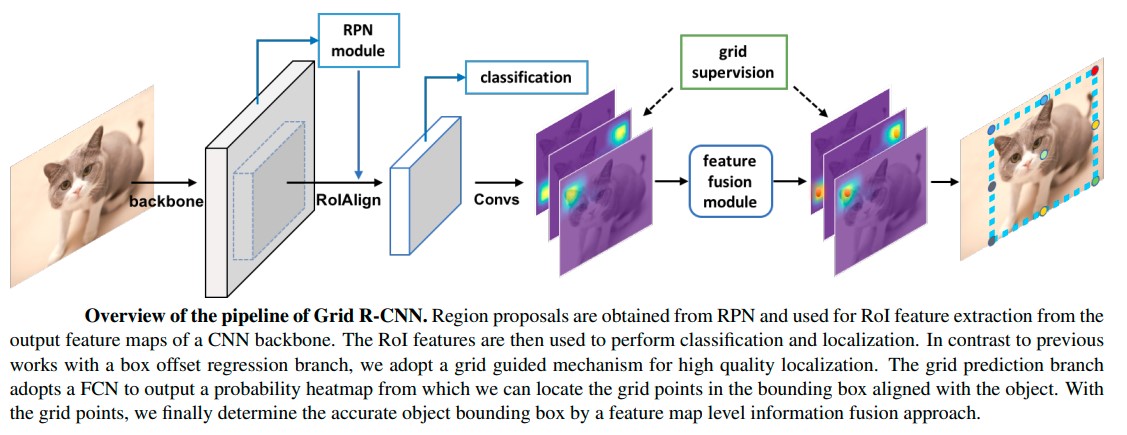 RPN
module
classification
grid
supervision
backbone
RoIAlign
Convs
feature
fusion
module
Overview of the pipeline of Grid R-CNN. Region proposals are obtained from RPN and used for RoI feature extraction from the
output feature maps of a CNN backbone. The RoI features are then used to perform classification and localization. In contrast to previous
works with a box offset regression branch, we adopt a grid guided mechanism for high quality localization. The grid prediction branch
adopts a FCN to output a probability heatmap from which we can locate the grid points in the bounding box aligned with the object. With
the grid points, we finally determine the accurate object bounding box by a feature map level information fusion approach.